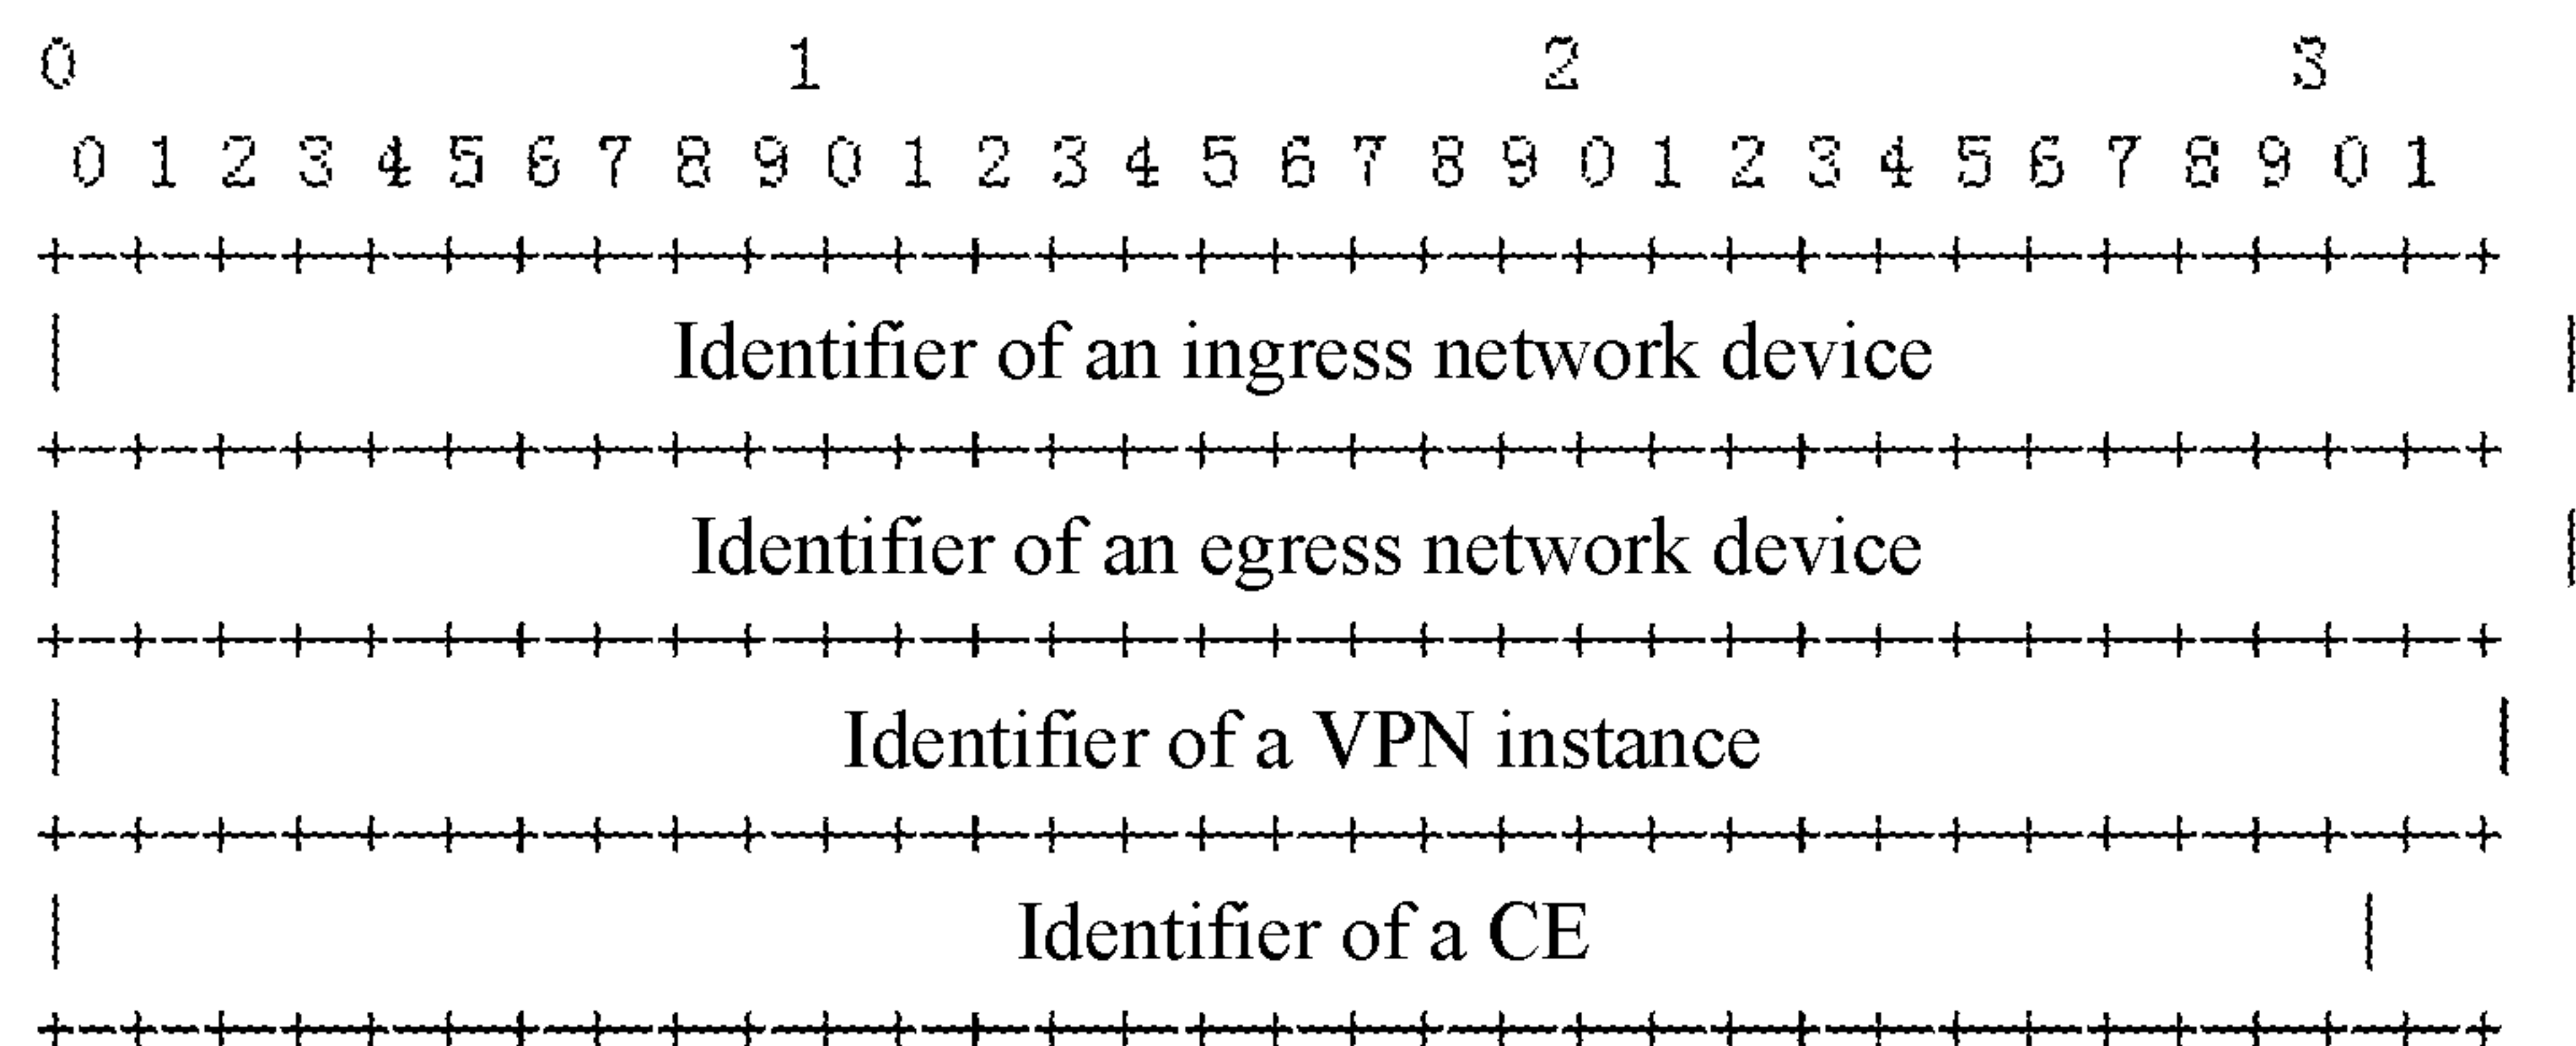 0 1 2 3
0 1 2 3 4 5 6 7 8 9 0 1 2 3 4 5 6 7 8 9 0 1 2 3 4 5 6 7 8 9 0 1
+-+-+-+-+-+-+-+-+-+-+-+-+-+-+-+-+-+-+-+-+-+-+-+-+-+-+-+-+-+-+-+-+
| Identifier of an ingress network device |
+-+-+-+-+-+-+-+-+-+-+-+-+-+-+-+-+-+-+-+-+-+-+-+-+-+-+-+-+-+-+-+-+
| Identifier of an egress network device |
+-+-+-+-+-+-+-+-+-+-+-+-+-+-+-+-+-+-+-+-+-+-+-+-+-+-+-+-+-+-+-+-+
| Identifier of a VPN instance |
+-+-+-+-+-+-+-+-+-+-+-+-+-+-+-+-+-+-+-+-+-+-+-+-+-+-+-+-+-+-+-+-+
| Identifier of a CE |
+-+-+-+-+-+-+-+-+-+-+-+-+-+-+-+-+-+-+-+-+-+-+-+-+-+-+-+-+-+-+-+-+